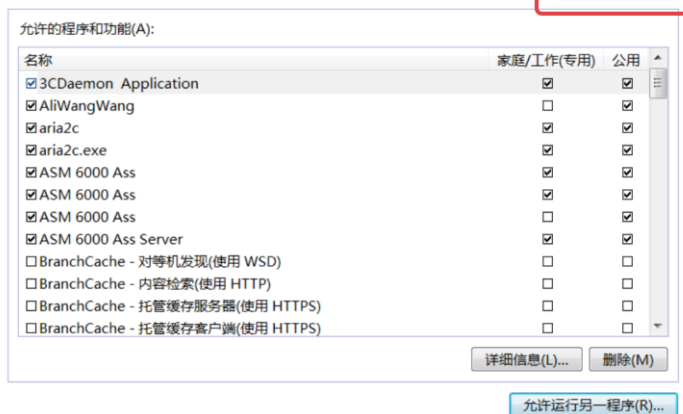 允许的程序和功能(A):
名称 家庭/工作(专用) 公用
3CDaemon Application
AliWangWang
aria2c
aria2c.exe
ASM 6000 Ass
ASM 6000 Ass
ASM 6000 Ass
ASM 6000 Ass Server
BranchCache - 对等机发现(使用 WSD)
BranchCache - 内容检索(使用 HTTP)
BranchCache - 托管缓存服务器(使用 HTTPS)
BranchCache - 托管缓存客户端(使用 HTTPS)
详细信息(L)... 删除(M)
允许运行另一程序(R)...